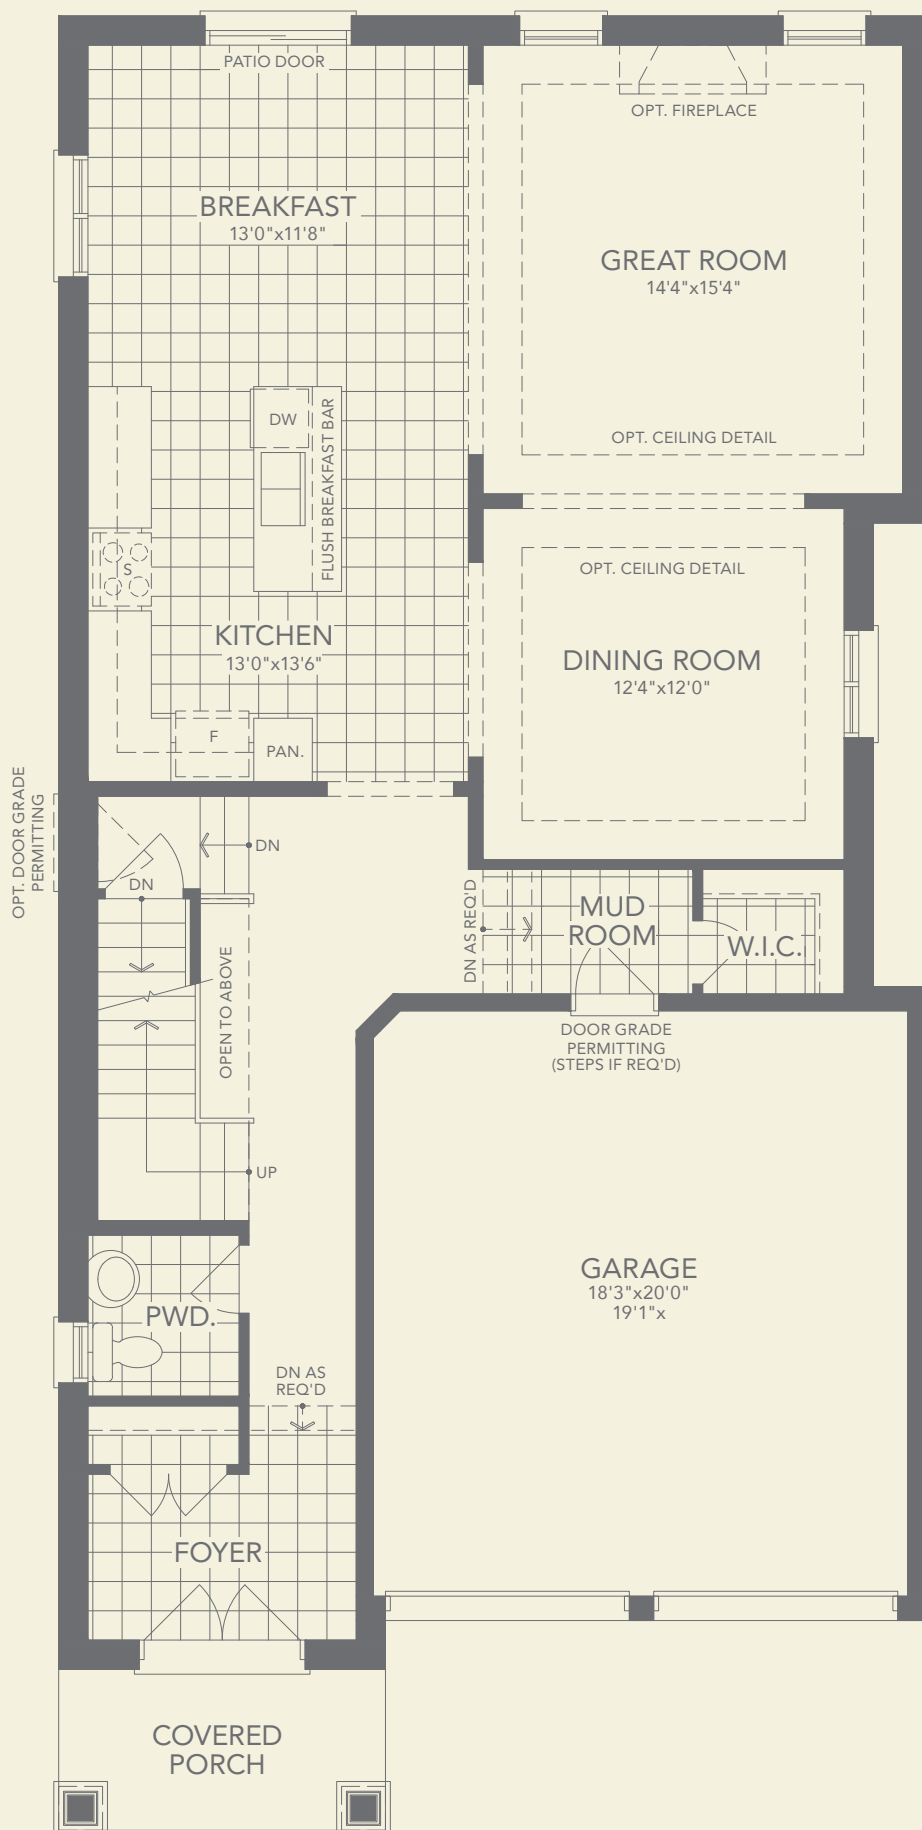 PATIO DOOR
OPT. FIREPLACE
BREAKFAST
13'0"x11'8"
GREAT ROOM
14'4"x15'4"
DW
FLUSH BREAKFAST BAR
OPT. CEILING DETAIL
S
OPT. CEILING DETAIL
KITCHEN
13'0"x13'6"
DINING ROOM
12'4"x12'0"
F
PAN.
OPT. DOOR GRADE
PERMITTING
DN
DN
DN AS REQ'D
MUD
ROOM
W.I.C.
OPEN TO ABOVE
DOOR GRADE
PERMITTING
(STEPS IF REQ'D)
UP
GARAGE
18'3"x20'0"
19'1"x
PWD.
DN AS
REQ'D
FOYER
COVERED
PORCH